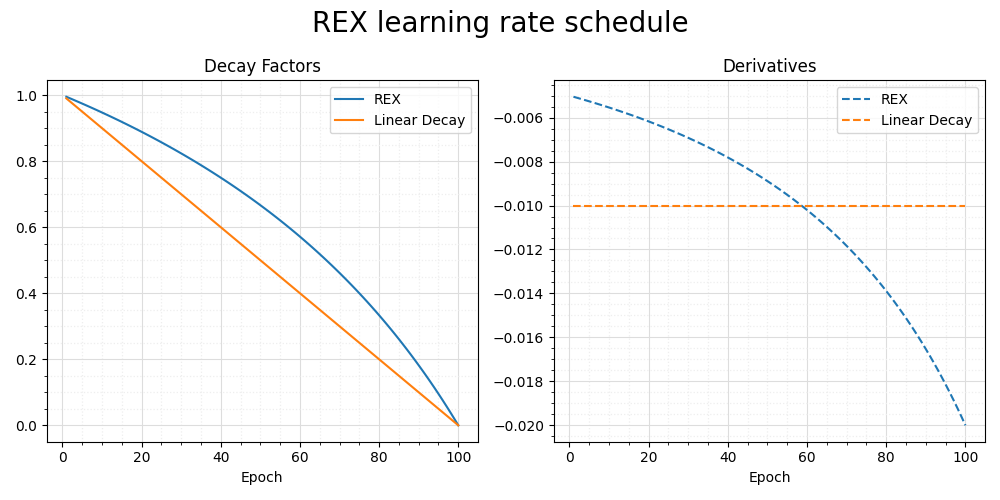 REX learning rate schedule
Decay Factors
REX
Linear Decay
1.0
0.8
0.6
0.4
0.2
0.0
0
20
40
60
80
100
Epoch
Derivatives
REX
Linear Decay
−0.006
−0.008
−0.010
−0.012
−0.014
−0.016
−0.018
−0.020
0
20
40
60
80
100
Epoch